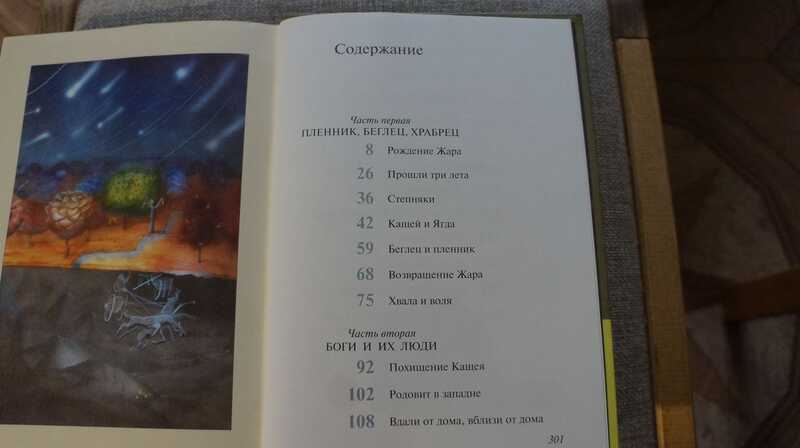 Содержание
Часть первая
ПЛЕННИК, БЕГЛЕЦ, ХРАБРЕЦ
8 Рождение Жара
26 Прошли три лета
36 Степняки
42 Кащей и Ягда
59 Беглец и пленник
68 Возвращение Жара
75 Хвала и воля
Часть вторая
БОГИ И ИХ ЛЮДИ
92 Похищение Кащея
102 Родовит в западне
108 Вдали от дома, вблизи от дома
301